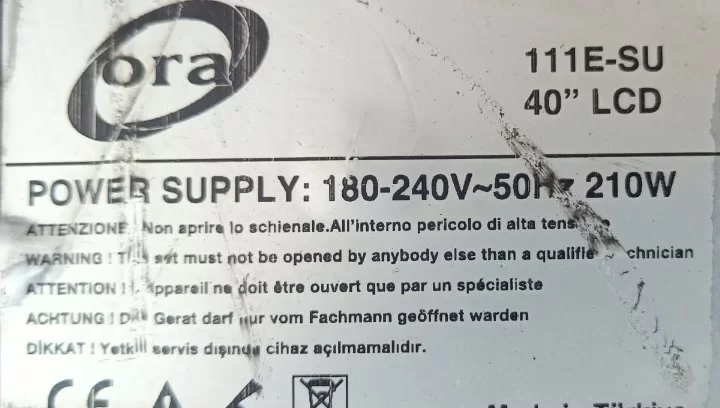 ora
111E-SU
40" LCD
POWER SUPPLY: 180-240V~50Hz 210W
ATTENZIONE Non aprire lo schienale.All'interno pericolo di alta
WARNING ! set must not be opened by anybody else than a
ATTENTION ! doit être ouvert que par un spécialiste
ACHTUNG ! Gerat darf vom Fachmann geöffnet warden
DİKKAT ! Yetkili servis dışında cihaz açılmamalıdır.
CE